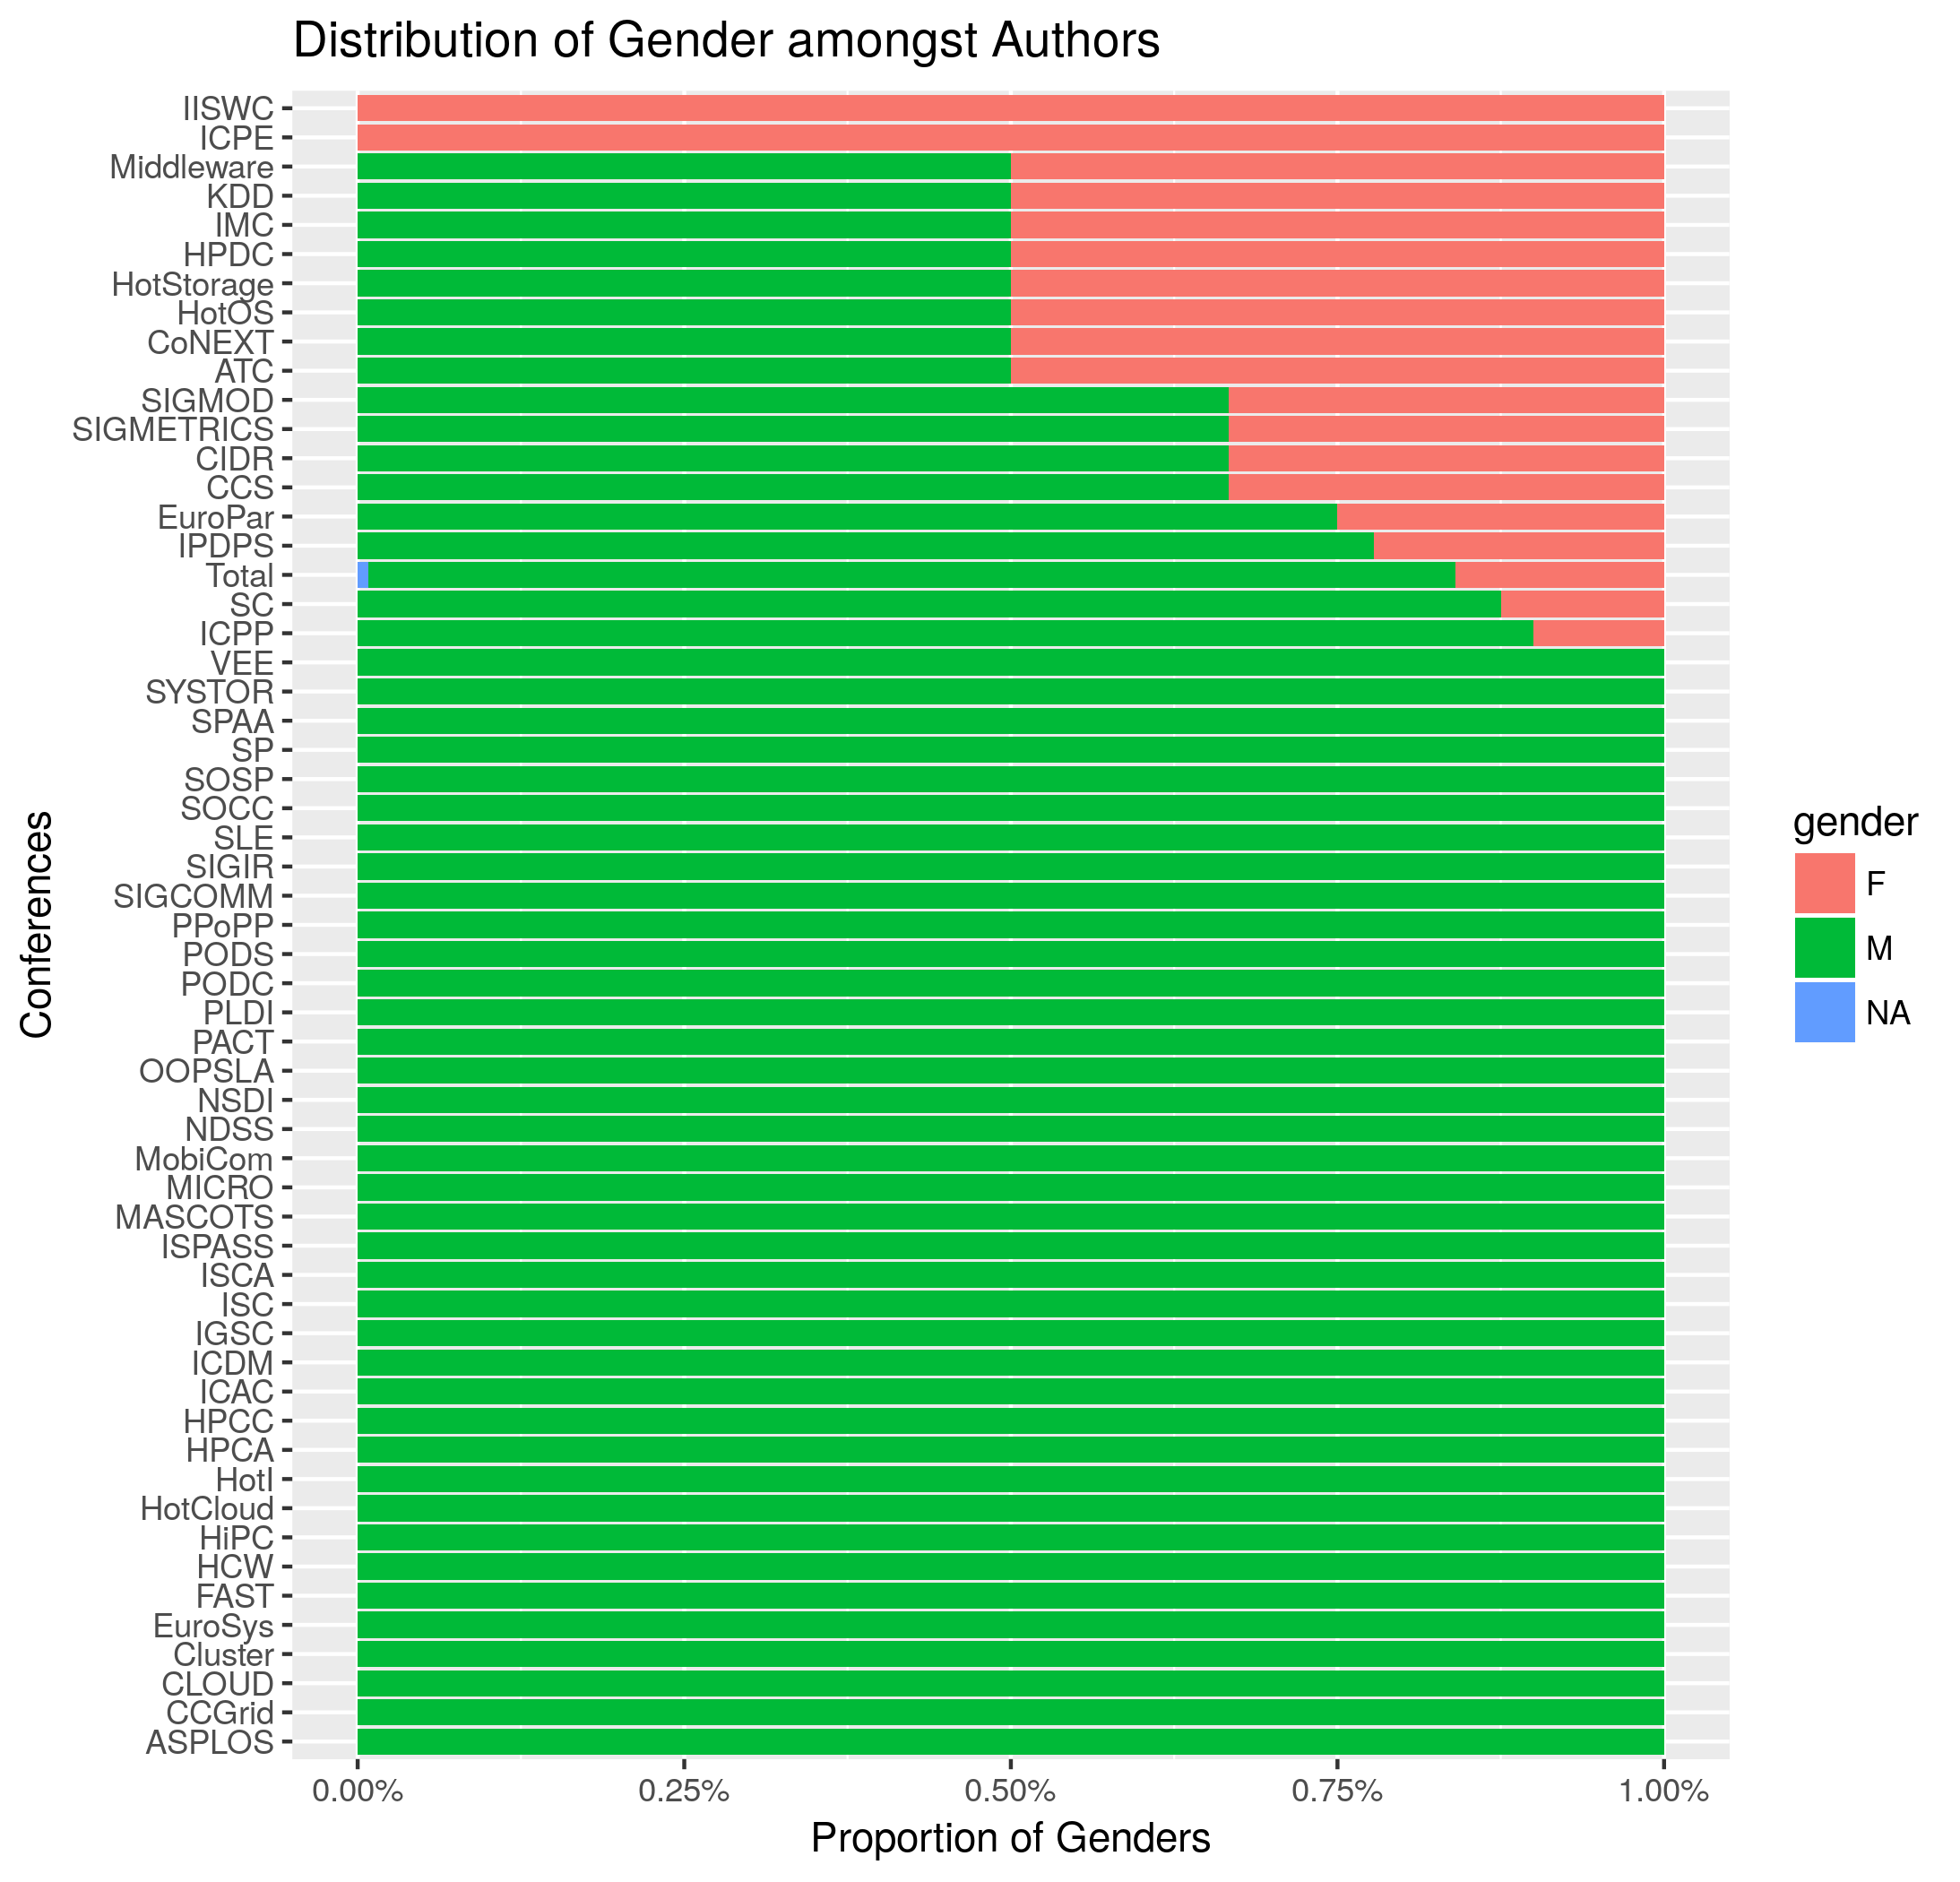 Distribution of Gender amongst Authors
Conferences
IISWC
ICPE
Middleware
KDD
IMC
HPDC
HotStorage
HotOS
CoNEXT
ATC
SIGMOD
SIGMETRICS
CIDR
CCS
EuroPar
IPDPS
Total
SC
ICPP
VEE
SYSTOR
SPAA
SP
SOSP
SOCC
SLE
SIGIR
SIGCOMM
PPoPP
PODS
PODC
PLDI
PACT
OOPSLA
NSDI
NDSS
MobiCom
MICRO
MASCOTS
ISPASS
ISCA
ISC
IGSC
ICDM
ICAC
HPCC
HPCA
HotI
HotCloud
HiPC
HCW
FAST
EuroSys
Cluster
CLOUD
CCGrid
ASPLOS
0.00% 0.25% 0.50% 0.75% 1.00%
Proportion of Genders
gender
F
M
NA